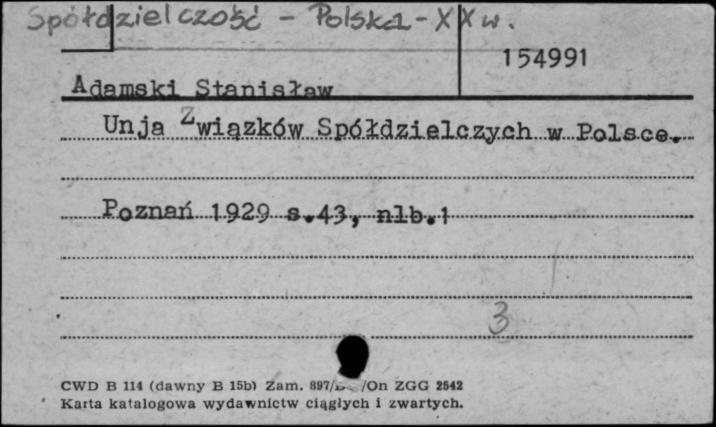 Spółdzielczość - Polska - XX w.
154991
Adamski Stanisław
Unja Związków Spółdzielczych w Polsce.
Poznań 1929 s.43, nlb.1
3
CWD B 114 (dawny B 15b) Zam. 897/ /On ZGG 2542
Karta katalogowa wydawnictw ciągłych i zwartych.